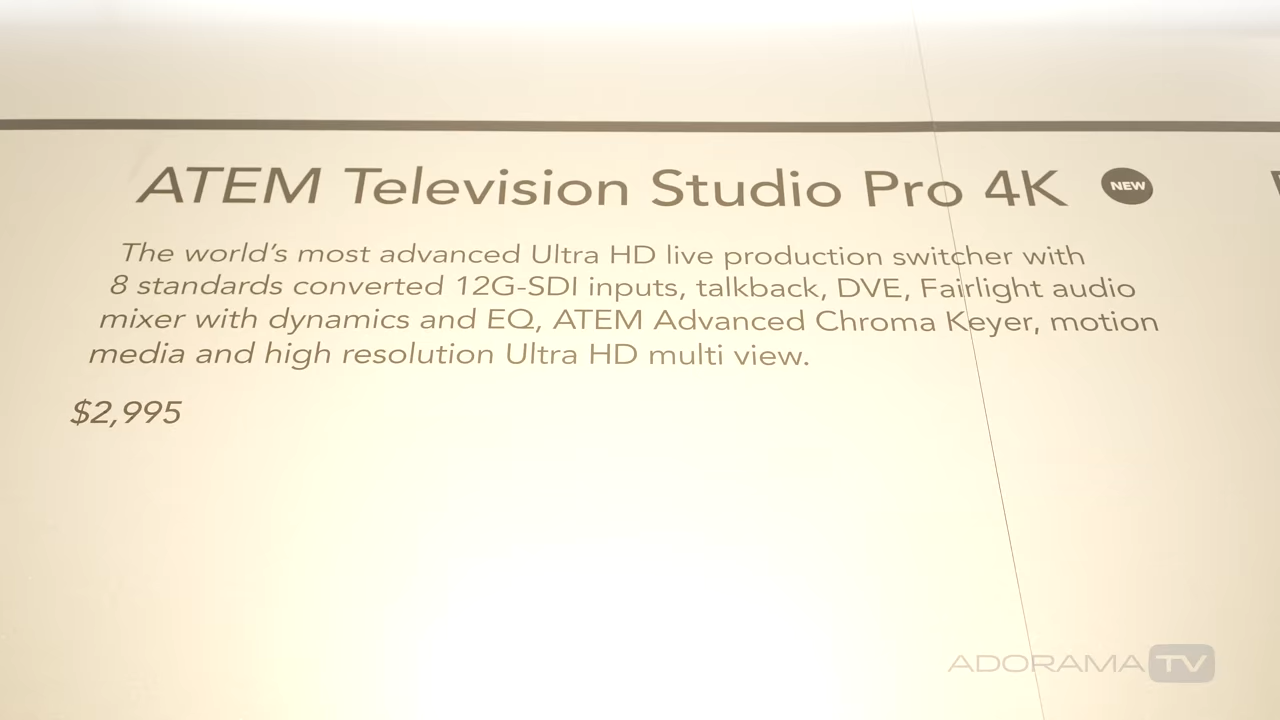 ATEM Television Studio Pro 4K NEW
The world's most advanced Ultra HD live production switcher with
8 standards converted 12G-SDI inputs, talkback, DVE, Fairlight audio
mixer with dynamics and EQ, ATEM Advanced Chroma Keyer, motion
media and high resolution Ultra HD multi view.
$2,995
ADORAMA TV